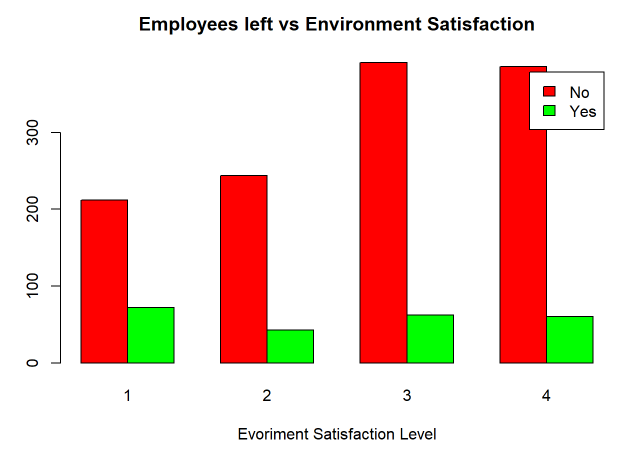 Employees left vs Environment Satisfaction
No
Yes
300
200
100
0
1 2 3 4
Evoriment Satisfaction Level